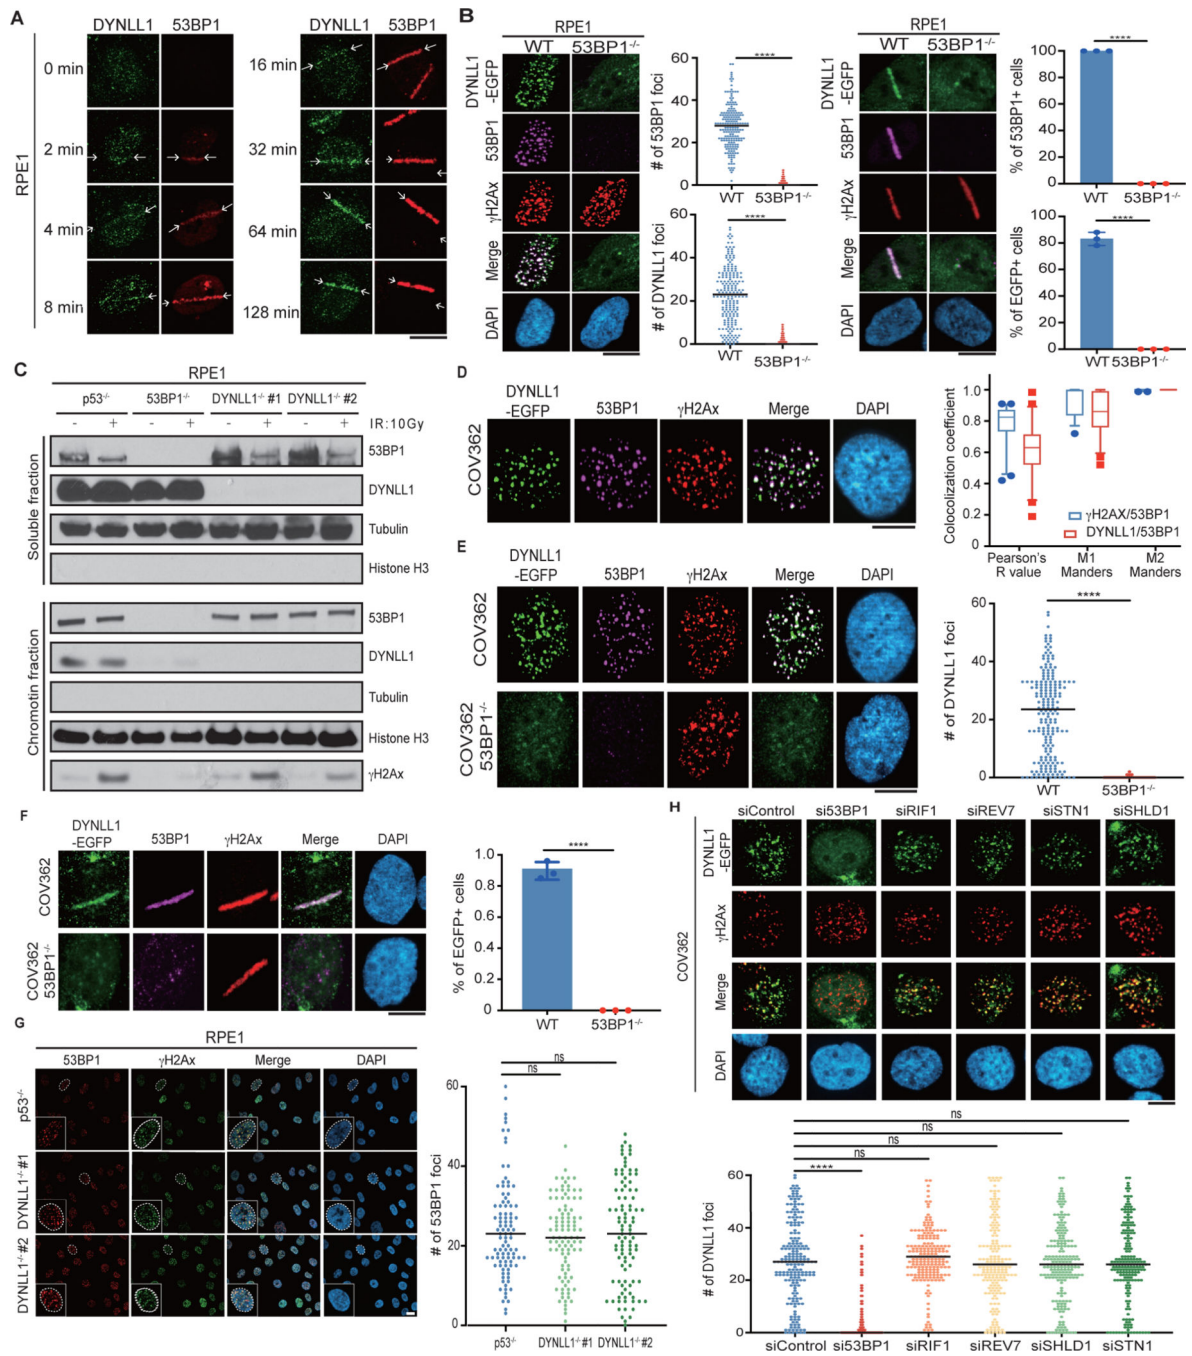 A
DYNLL1 53BP1
DYNLL1 53BP1
RPE1
0 min
2 min
4 min
8 min
16 min
32 min
64 min
128 min
B
RPE1
WT 53BP1-/-
DYNLL1
-EGFP
53BP1
γH2Ax
Merge
DAPI
# of 53BP1 foci
60
40
20
0
****
WT 53BP1-/-
# of DYNLL1 foci
60
40
20
0
****
WT 53BP1-/-
RPE1
WT 53BP1-/-
DYNLL1
-EGFP
53BP1
γH2Ax
Merge
DAPI
% of 53BP1+ cells
100
80
60
40
20
0
****
WT 53BP1-/-
% of EGFP+ cells
100
80
60
40
20
0
****
WT 53BP1-/-
C
RPE1
p53-/- 53BP1-/- DYNLL1-/- #1 DYNLL1-/- #2
- + - + - + - + IR:10Gy
Soluble fraction
53BP1
DYNLL1
Tubulin
Histone H3
Chromotin fraction
53BP1
DYNLL1
Tubulin
Histone H3
γH2Ax
D
DYNLL1
-EGFP 53BP1 γH2Ax Merge DAPI
COV362
Colocolization coefficient
1.0
0.8
0.6
0.4
0.2
0.0
γH2AX/53BP1
DYNLL1/53BP1
Pearson's M1 M2
R value Manders Manders
E
DYNLL1
-EGFP 53BP1 γH2Ax Merge DAPI
COV362
COV362
53BP1-/-
# of DYNLL1 foci
60
40
20
0
****
WT 53BP1-/-
F
DYNLL1
-EGFP 53BP1 γH2Ax Merge DAPI
COV362
COV362
53BP1-/-
% of EGFP+ cells
1.0
0.8
0.6
0.4
0.2
0
****
WT 53BP1-/-
G
RPE1
53BP1 γH2Ax Merge DAPI
p53-/-
DYNLL1-/-#1
DYNLL1-/-#2
# of 53BP1 foci
60
40
20
0
ns
ns
p53-/- DYNLL1-/-#1 DYNLL1-/-#2
H
siControl si53BP1 siRIF1 siREV7 siSTN1 siSHLD1
COV362
DYNLL1
-EGFP
γH2Ax
Merge
DAPI
# of DYNLL1 foci
60
40
20
0
ns
ns
ns
ns
****
siControl si53BP1 siRIF1 siREV7 siSHLD1 siSTN1